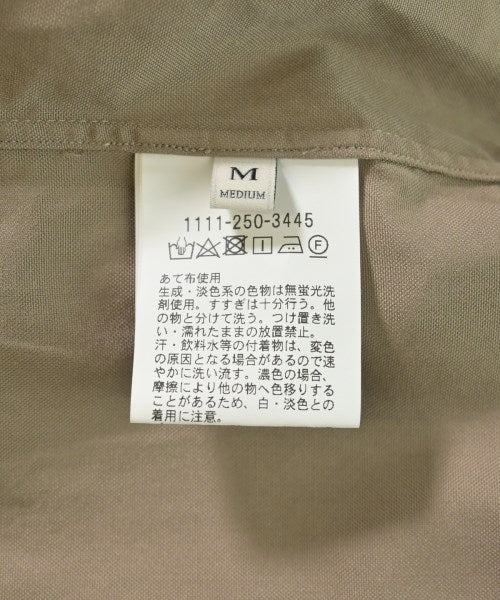 M
MEDIUM
1111-250-3445
F
あて布使用
生成・淡色系の色物は無蛍光洗
剤使用。すすぎは十分行う。他
の物と分けて洗う。つけ置き洗
い・濡れたままの放置禁止。
汗・飲料水等の付着物は、変色
の原因となる場合があるので速
やかに洗い流す。濃色の場合、
摩擦により他の物へ色移りする
ことがあるため、白・淡色との
着用に注意。